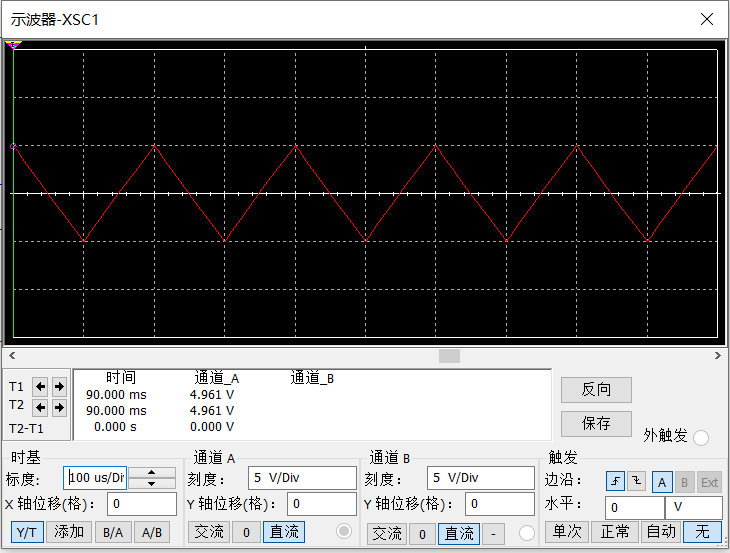 示波器-XSC1
时间 通道_A 通道_B
T1 90.000 ms 4.961 V
T2 90.000 ms 4.961 V
T2-T1 0.000 s 0.000 V
反向
保存
外触发
时基
标度: 100 us/Div
X 轴位移(格): 0
Y/T 添加 B/A A/B
通道 A
刻度: 5 V/Div
Y 轴位移(格): 0
交流 0 直流
通道 B
刻度: 5 V/Div
Y 轴位移(格): 0
交流 0 直流 -
触发
边沿: A B Ext
水平: 0 V
单次 正常 自动 无